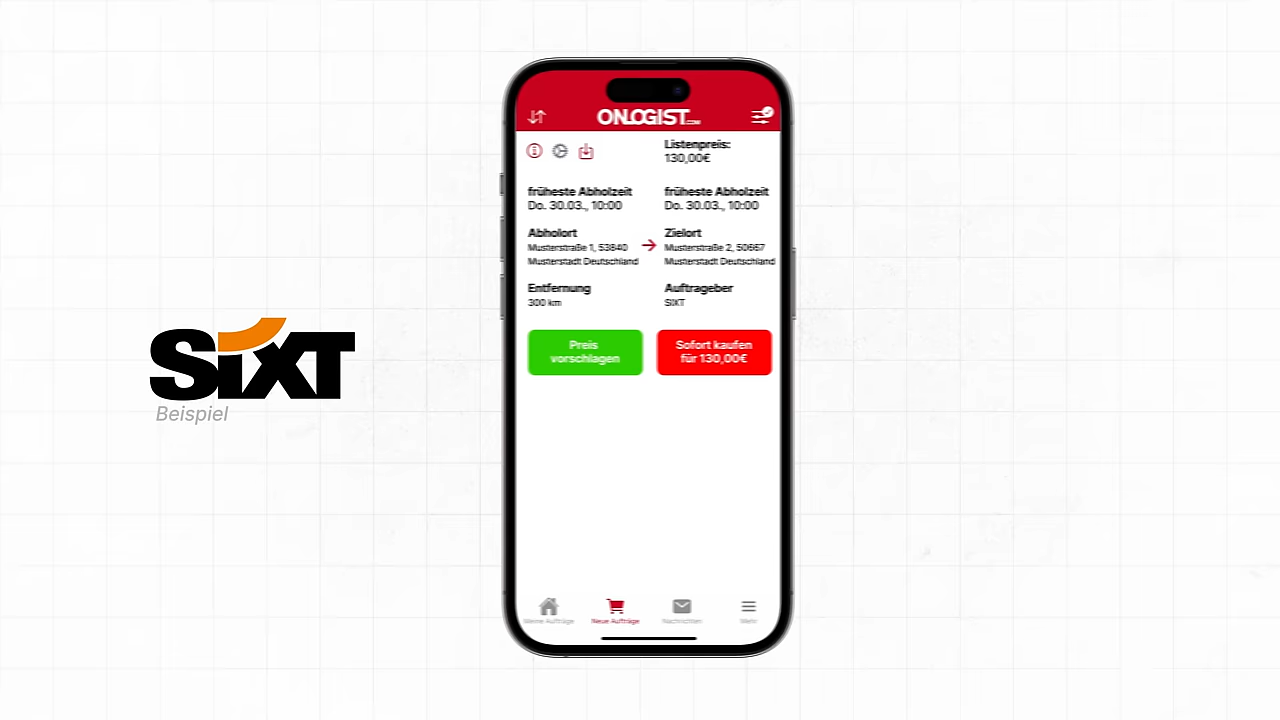 ONLOGIST.COM
Listenpreis:
130,00€
früheste Abholzeit
Do. 30.03., 10:00
früheste Abholzeit
Do. 30.03., 10:00
Abholort
Musterstraße 1, 53840
Musterstadt Deutschland
Zielort
Musterstraße 2, 50667
Musterstadt Deutschland
Entfernung
300 km
Auftrageber
SIXT
Preis
vorschlagen
Sofort kaufen
für 130,00€
Meine Aufträge
Neue Aufträge
Nachrichten
Mehr
SiXT
Beispiel